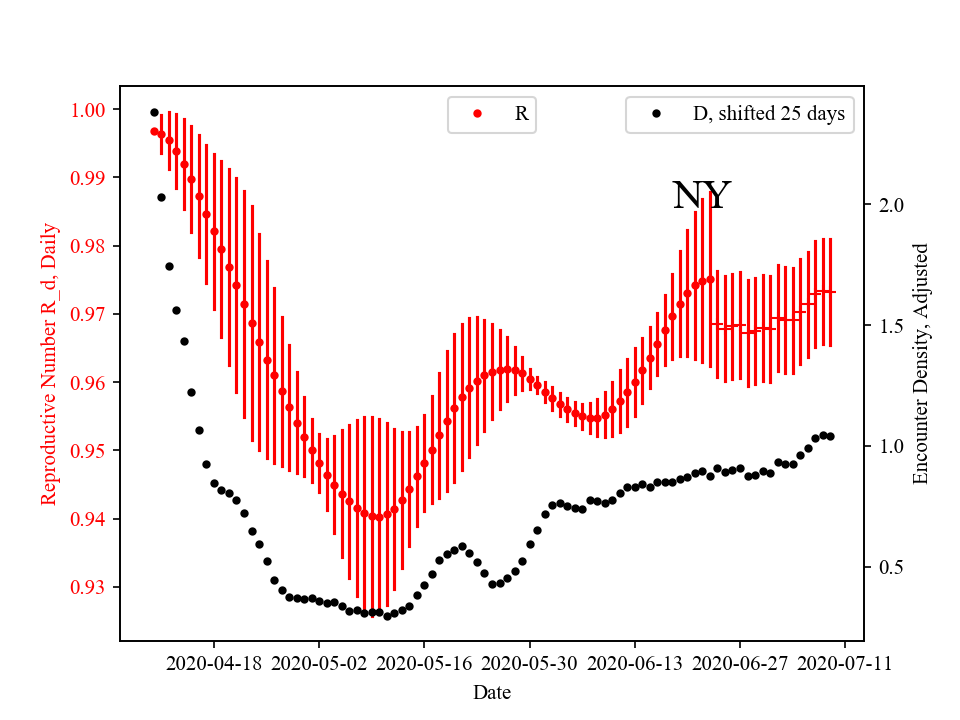 R
D, shifted 25 days
NY
1.00
0.99
0.98
0.97
0.96
0.95
0.94
0.93
Reproductive Number R_d, Daily
2.0
1.5
1.0
0.5
Encounter Density, Adjusted
2020-04-18 2020-05-02 2020-05-16 2020-05-30 2020-06-13 2020-06-27 2020-07-11
Date